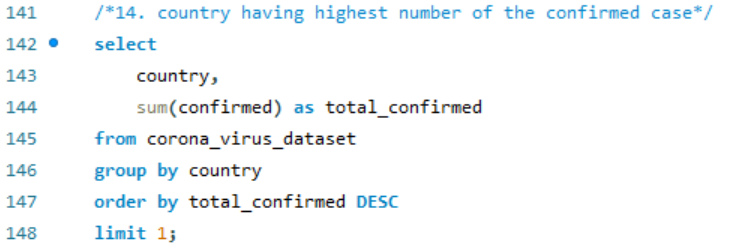 141 /*14. country having highest number of the confirmed case*/
142 select
143 country,
144 sum(confirmed) as total_confirmed
145 from corona_virus_dataset
146 group by country
147 order by total_confirmed DESC
148 limit 1;